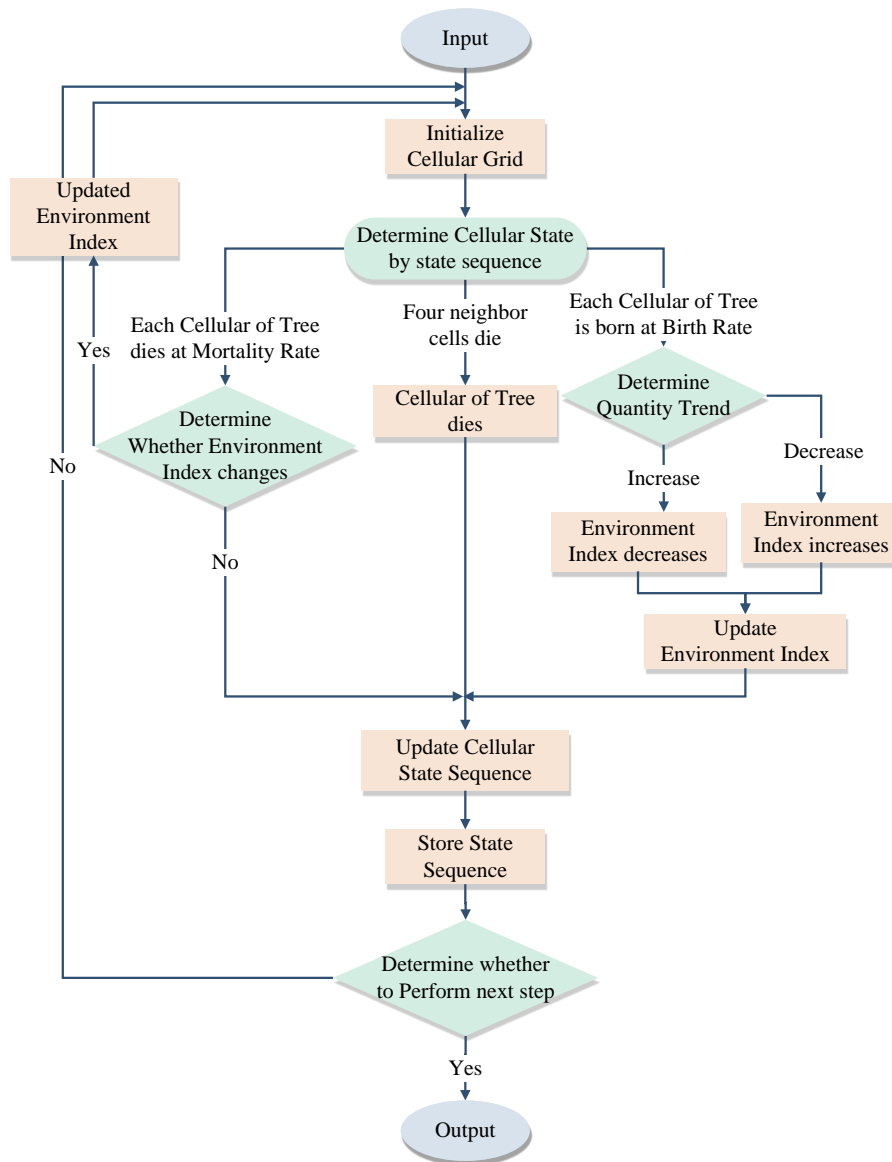 Input
Initialize
Cellular Grid
Updated
Environment
Index
Determine Cellular State
by state sequence
Each Cellular of Tree
dies at Mortality Rate
Four neighbor
cells die
Each Cellular of Tree
is born at Birth Rate
Yes
Determine
Whether Environment
Index changes
Cellular of Tree
dies
Determine
Quantity Trend
No
Increase
Decrease
No
Environment
Index decreases
Environment
Index increases
Update
Environment Index
Update Cellular
State Sequence
Store State
Sequence
Determine whether
to Perform next step
Yes
Output